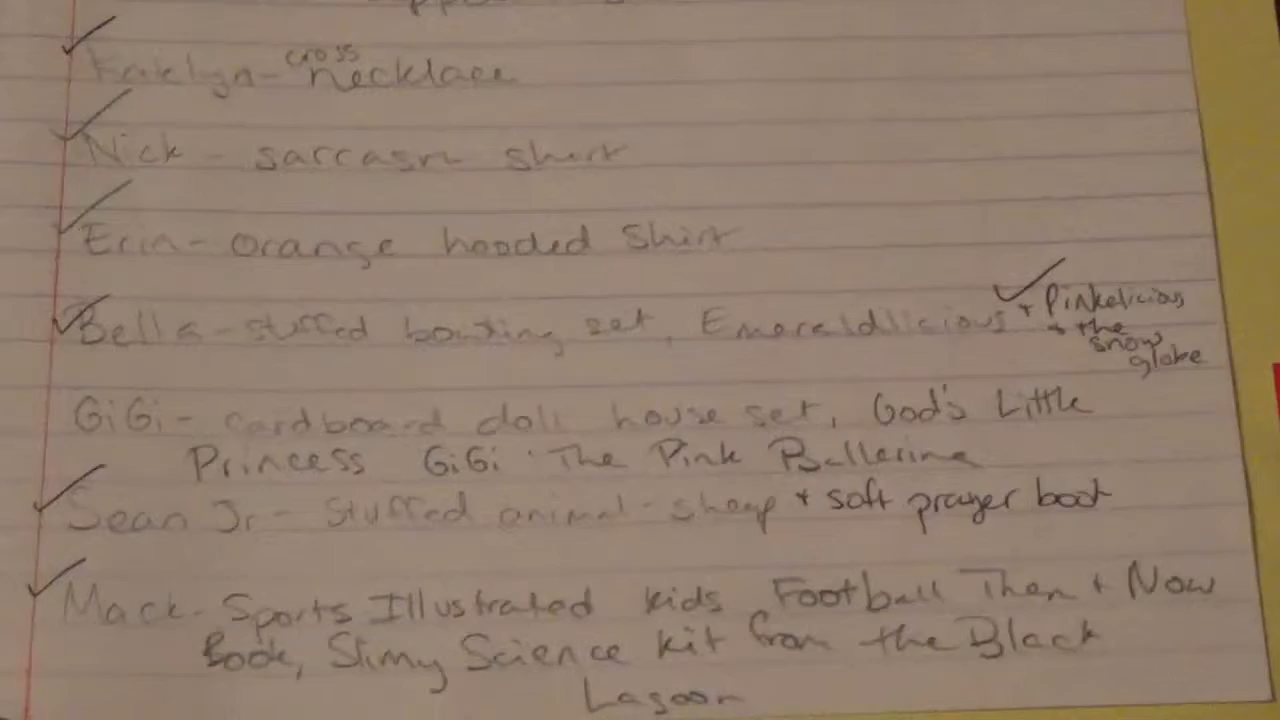 cross
Katelyn - necklace
Nick - sarcasm shirt
Erin - orange hooded shirt
Bella - stuffed bowling set, Emeraldlicious + Pinkelicious
+ the
snow
globe
GiGi - cardboard doll house set, God's Little
Princess GiGi : The Pink Ballerina
Sean Jr stuffed animal - sheep + soft prayer book
Mack - Sports Illustrated kids Football Then + Now
Book, Slimy Science kit from the Black
Lagoon